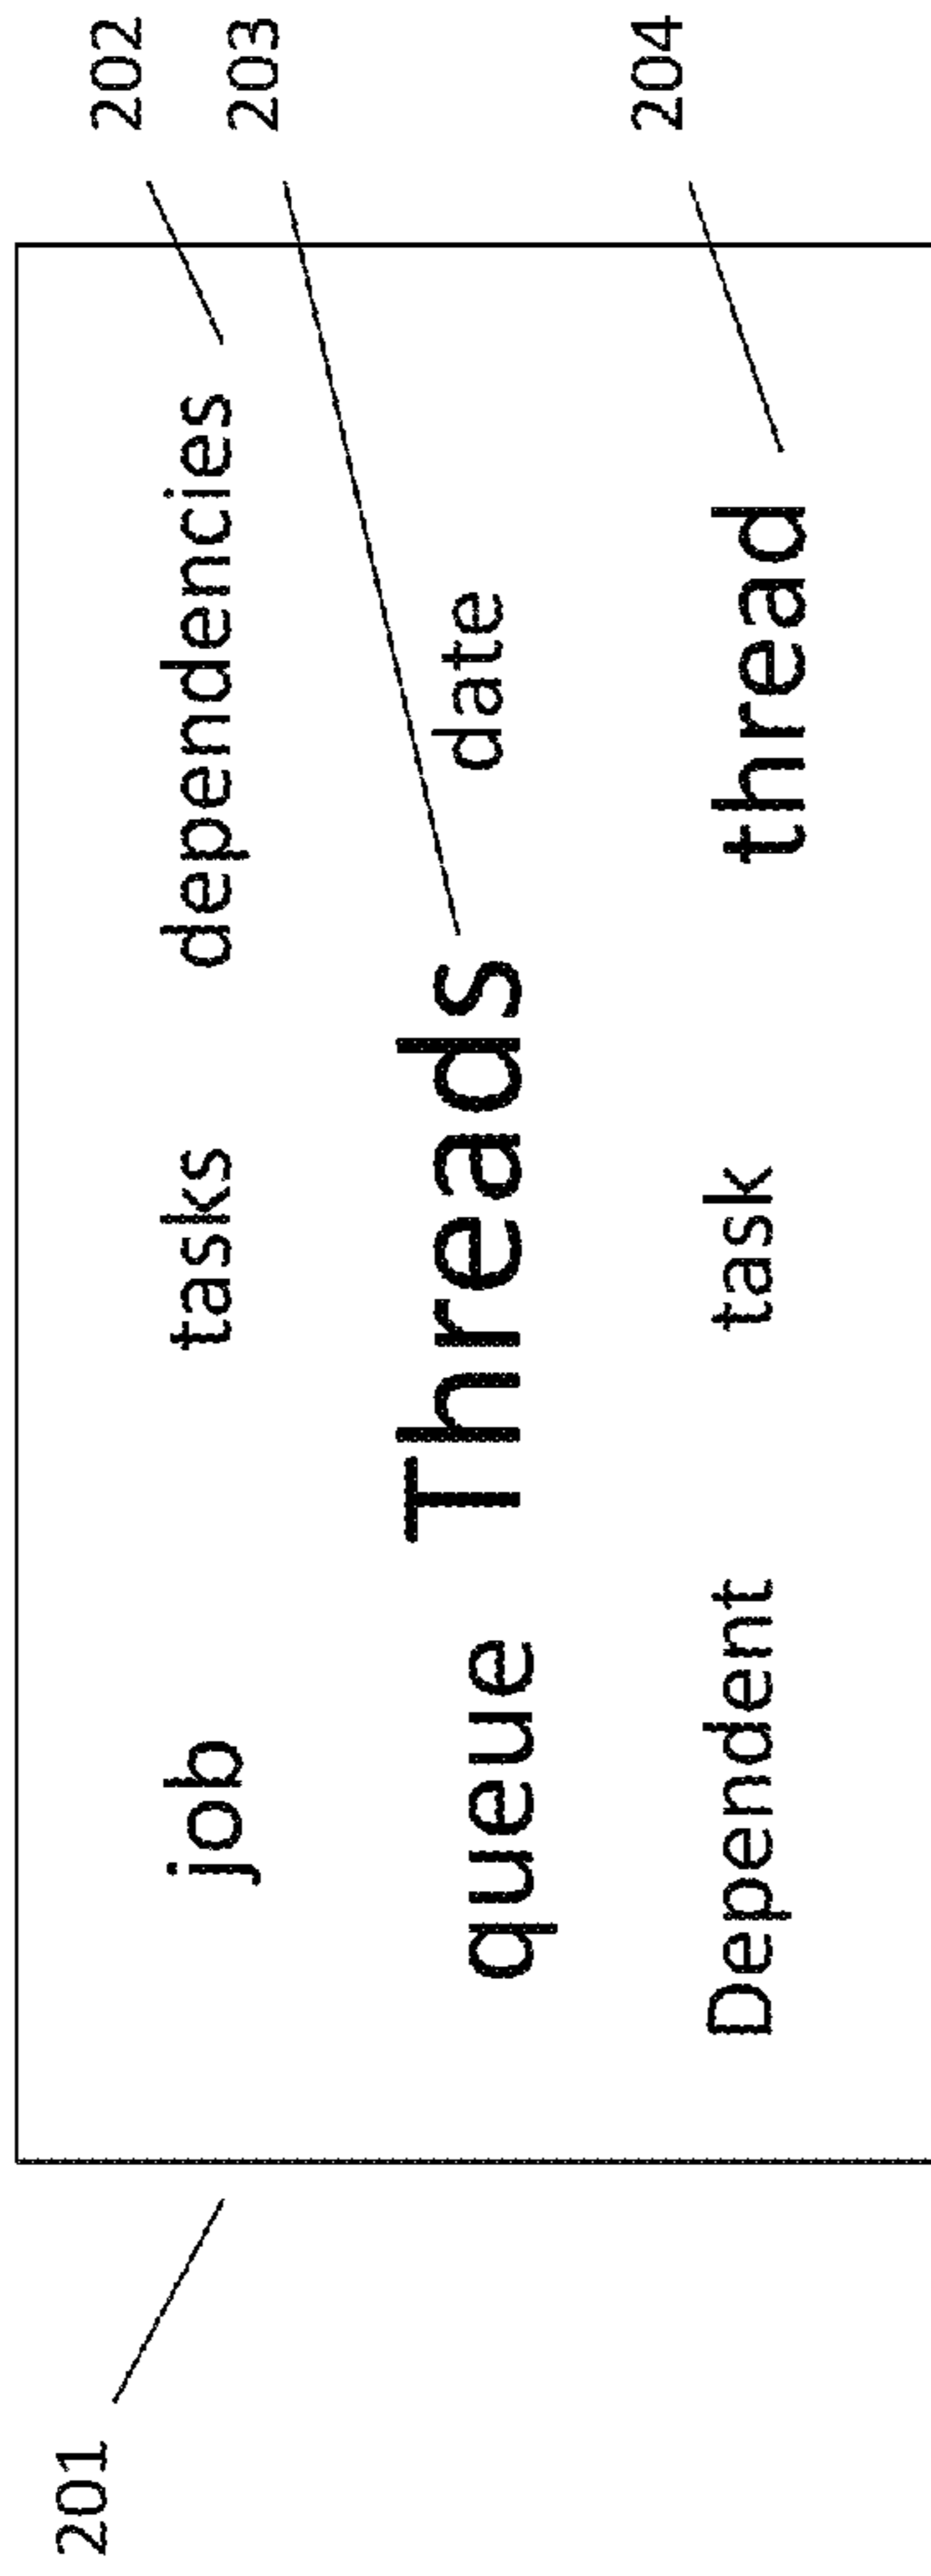 202
203
204
job tasks dependencies
queue Threads date
Dependent task thread
201